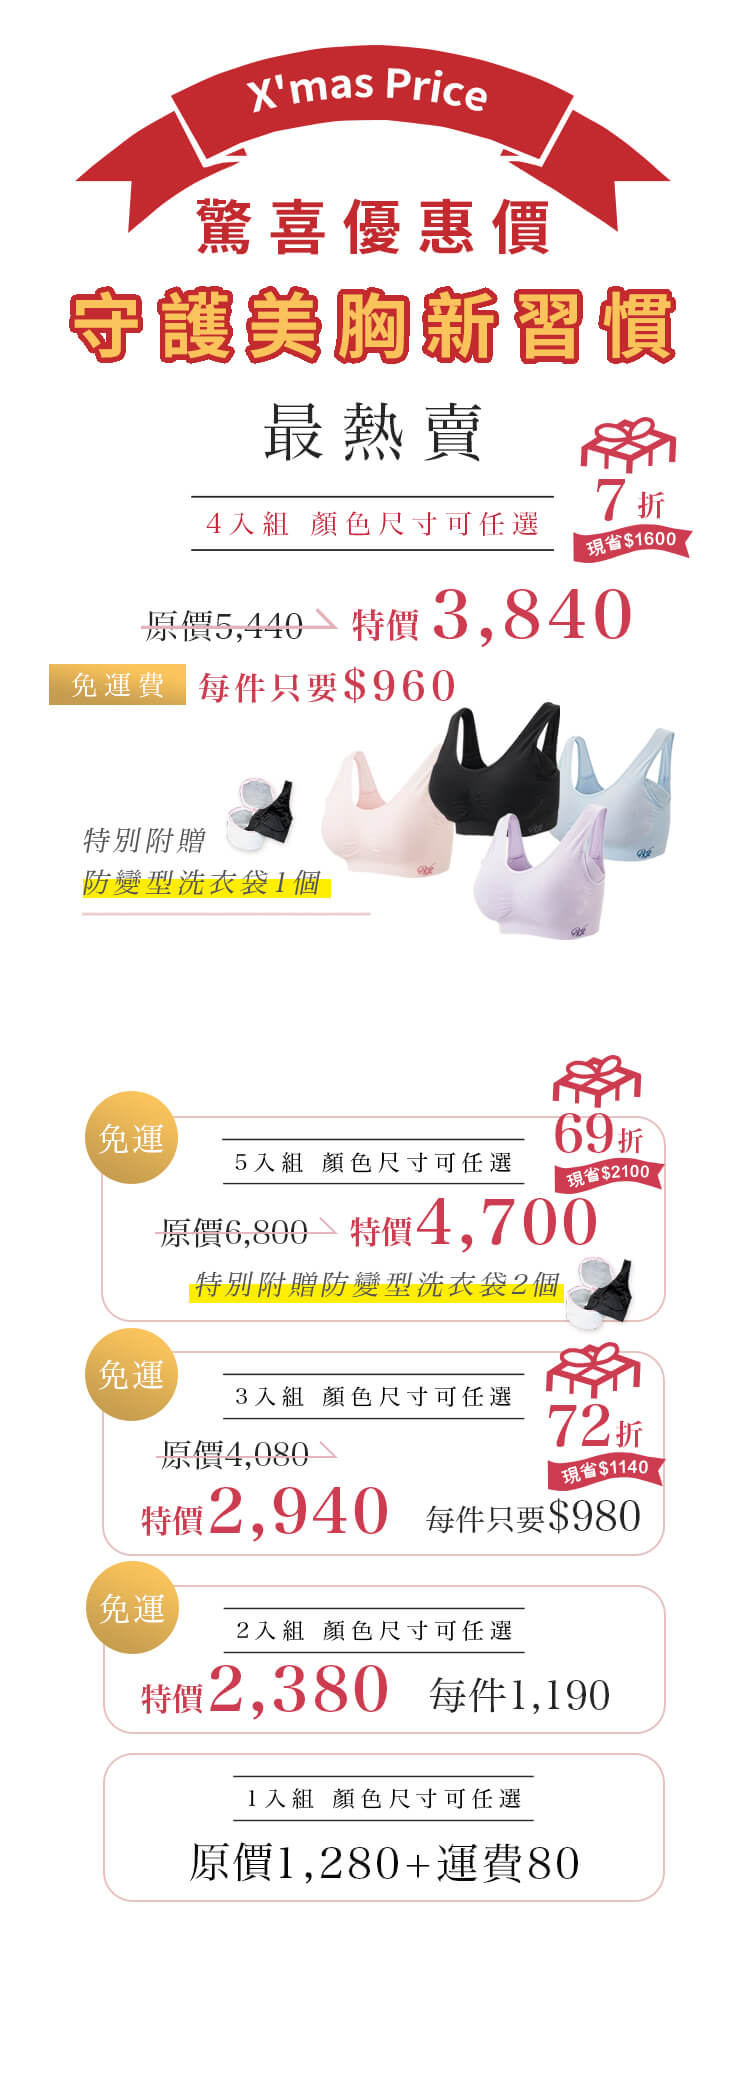 X'mas Price
驚喜優惠價
守護美胸新習慣
最熱賣
4入組 顏色尺寸可任選
7折
現省$1600
原價5,440 特價3,840
免運費 每件只要$960
特別附贈
防變型洗衣袋1個
免運
69折
現省$2100
5入組 顏色尺寸可任選
原價6,800 特價4,700
特別附贈防變型洗衣袋2個
免運
3入組 顏色尺寸可任選
72折
現省$1140
原價4,080
特價2,940 每件只要$980
免運
2入組 顏色尺寸可任選
特價2,380 每件1,190
1入組 顏色尺寸可任選
原價1,280+運費80